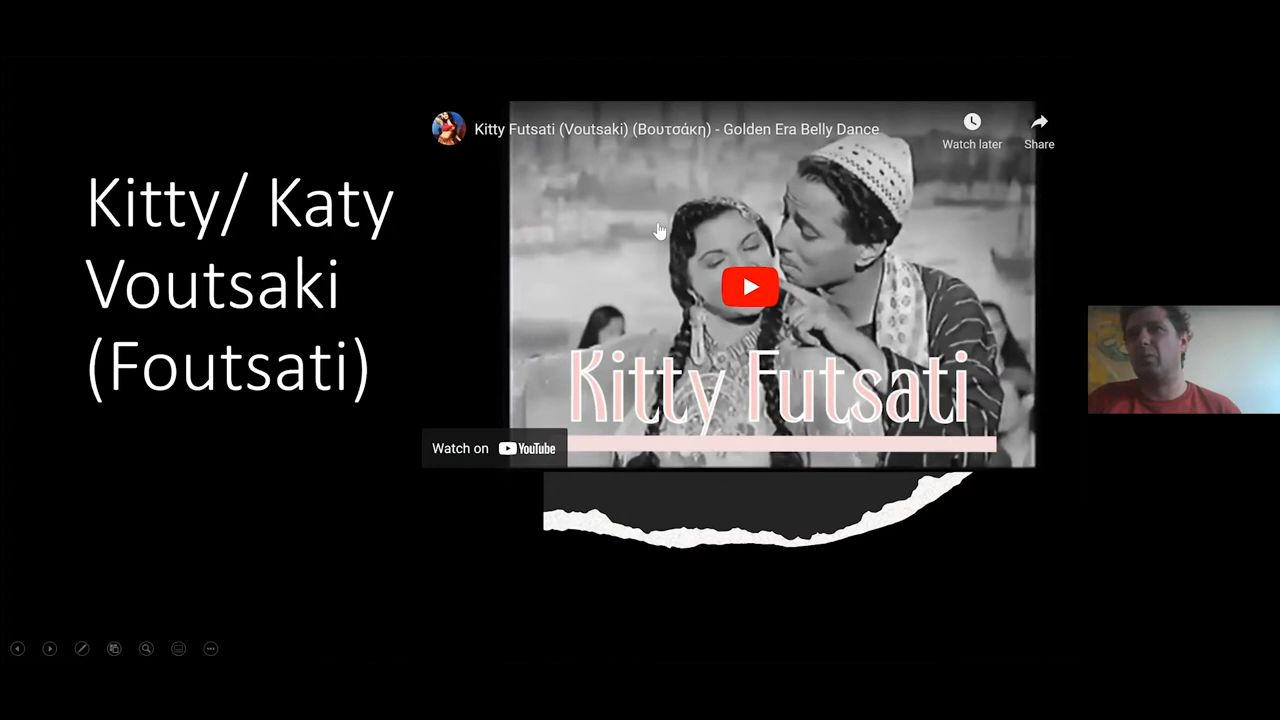 Kitty/ Katy
Voutsaki
(Foutsati)
Kitty Futsati (Voutsaki) (Βουτσάκη) - Golden Era Belly Dance
Watch later
Share
Kitty Futsati
Watch on YouTube